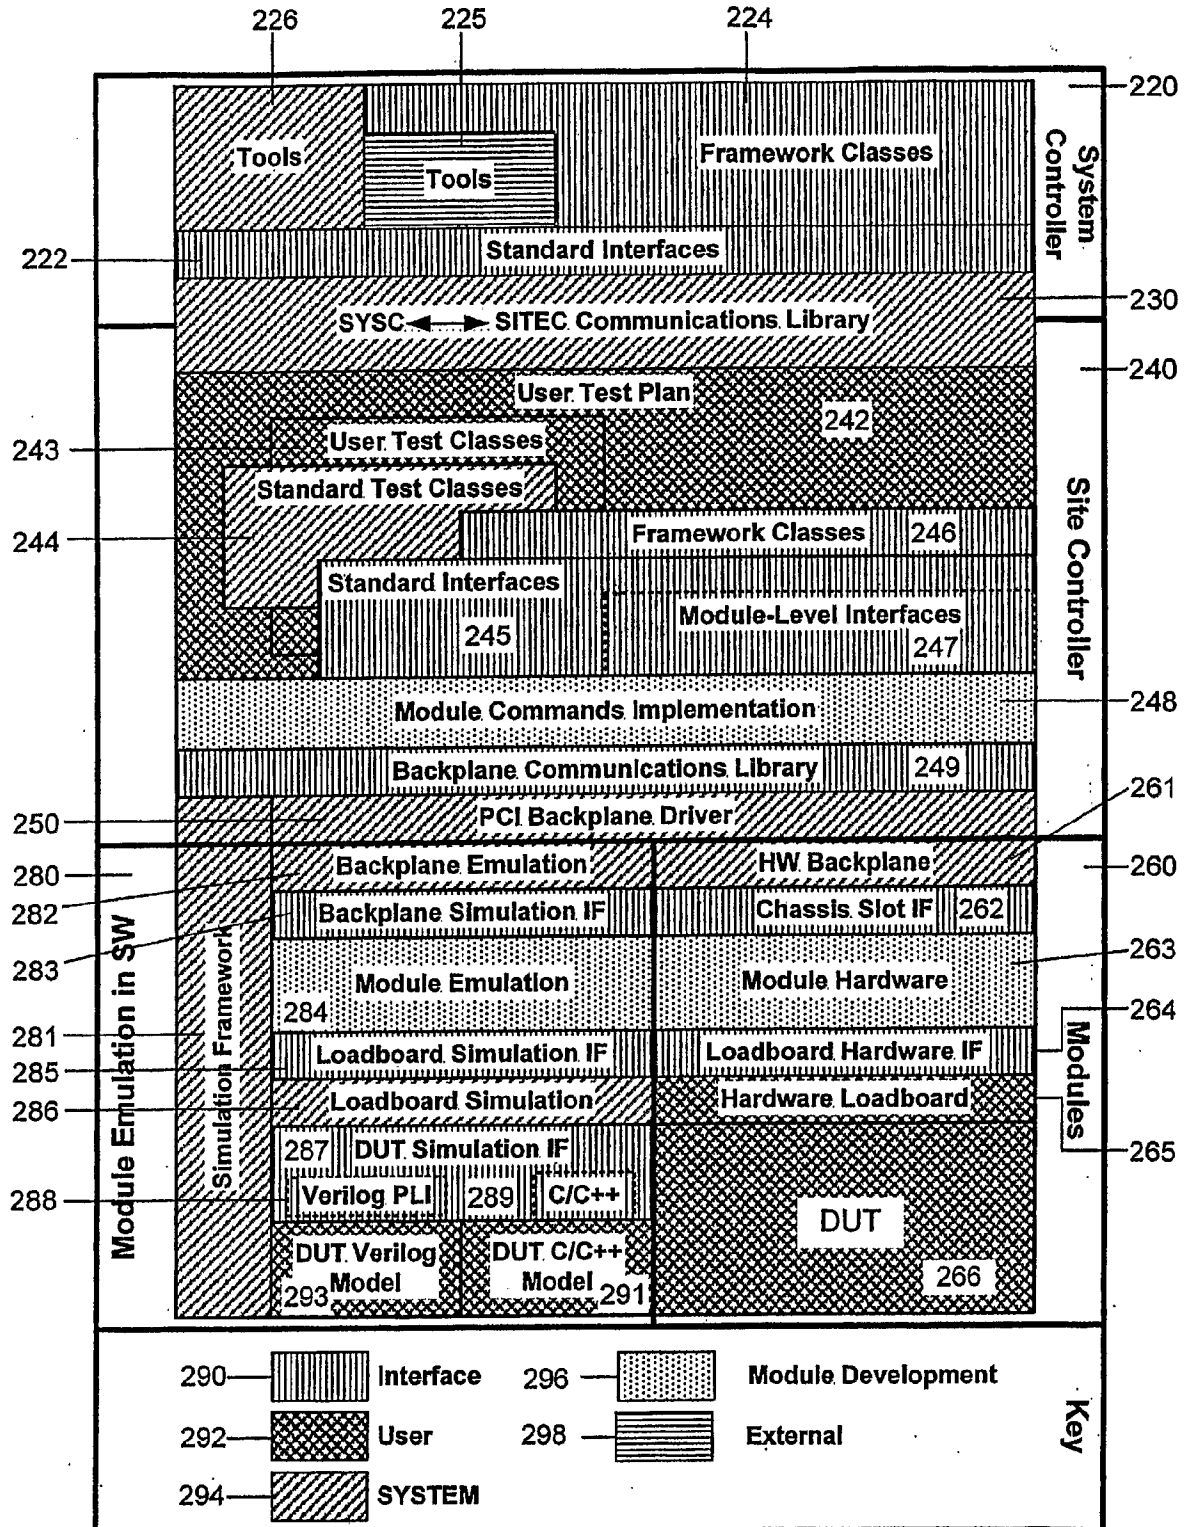 226
225
224
220
Tools
Tools
Framework Classes
System
Controller
222
Standard Interfaces
230
SYSC
SITEC Communications Library
240
User Test Plan
242
243
User Test Classes
Standard Test Classes
244
Framework Classes
246
Site Controller
Standard Interfaces
245
Module-Level Interfaces
247
Module Commands Implementation
248
Backplane Communications Library
249
261
250
PCI Backplane Driver
280
Backplane Emulation
HW Backplane
260
282
Backplane Simulation IF
Chassis Slot IF
262
283
263
Module Emulation in SW
Simulation Framework
Module Emulation
Module Hardware
284
264
281
Loadboard Simulation IF
Loadboard Hardware IF
Modules
285
286
Loadboard Simulation
Hardware Loadboard
287
DUT Simulation IF
265
288
Verilog PLI
289
C/C++
DUT
DUT Verilog
Model
293
DUT C/C++
Model
291
266
290
Interface
296
Module Development
Key
292
User
298
External
294
SYSTEM